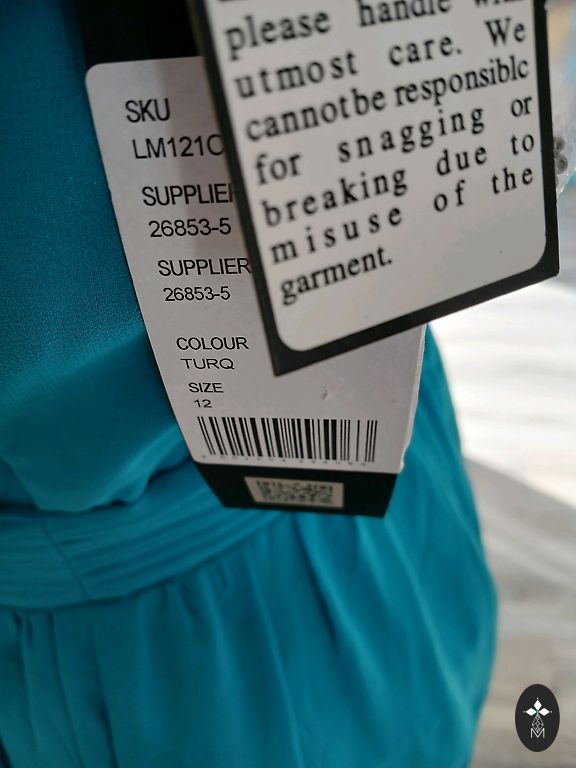 please handle
utmost care. We
cannotbe responsible
for snagging or
breaking due to
misuse of the
garment.
SKU
LM121C
SUPPLIER
26853-5
SUPPLIER
26853-5
COLOUR
TURQ
SIZE
12
M